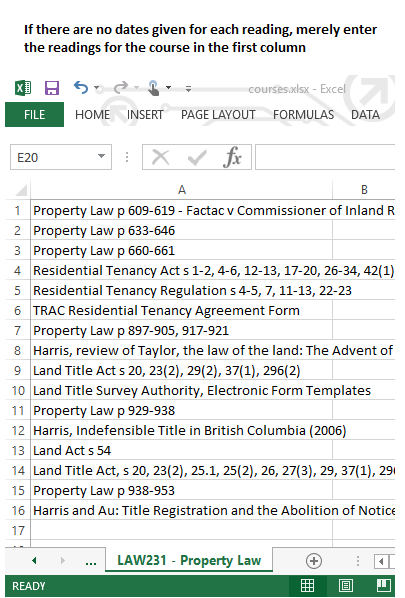 If there are no dates given for each reading, merely enter
the readings for the course in the first column
courses.xlsx - Excel
FILE HOME INSERT PAGE LAYOUT FORMULAS DATA
E20 fx
A B
1 Property Law p 609-619 - Factac v Commissioner of Inland R
2 Property Law p 633-646
3 Property Law p 660-661
4 Residential Tenancy Act s 1-2, 4-6, 12-13, 17-20, 26-34, 42(1)
5 Residential Tenancy Regulation s 4-5, 7, 11-13, 22-23
6 TRAC Residential Tenancy Agreement Form
7 Property Law p 897-905, 917-921
8 Harris, review of Taylor, the law of the land: The Advent of
9 Land Title Act s 20, 23(2), 29(2), 37(1), 296(2)
10 Land Title Survey Authority, Electronic Form Templates
11 Property Law p 929-938
12 Harris, Indefensible Title in British Columbia (2006)
13 Land Act s 54
14 Land Title Act, s 20, 23(2), 25.1, 25(2), 26, 27(3), 29, 37(1), 29
15 Property Law p 938-953
16 Harris and Au: Title Registration and the Abolition of Notice
17
... LAW231 - Property Law
READY